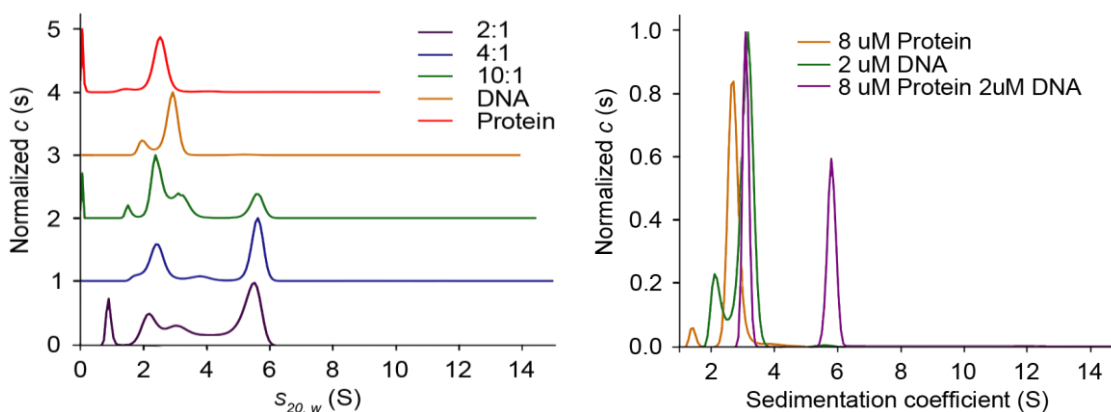 Normalized c (s)
5
4
3
2
1
0
2:1
4:1
10:1
DNA
Protein
0 2 4 6 8 10 12 14
s20, w (S)
Normalized c (s)
1.0
0.8
0.6
0.4
0.2
0.0
8 uM Protein
2 uM DNA
8 uM Protein 2uM DNA
2 4 6 8 10 12 14
Sedimentation coefficient (S)